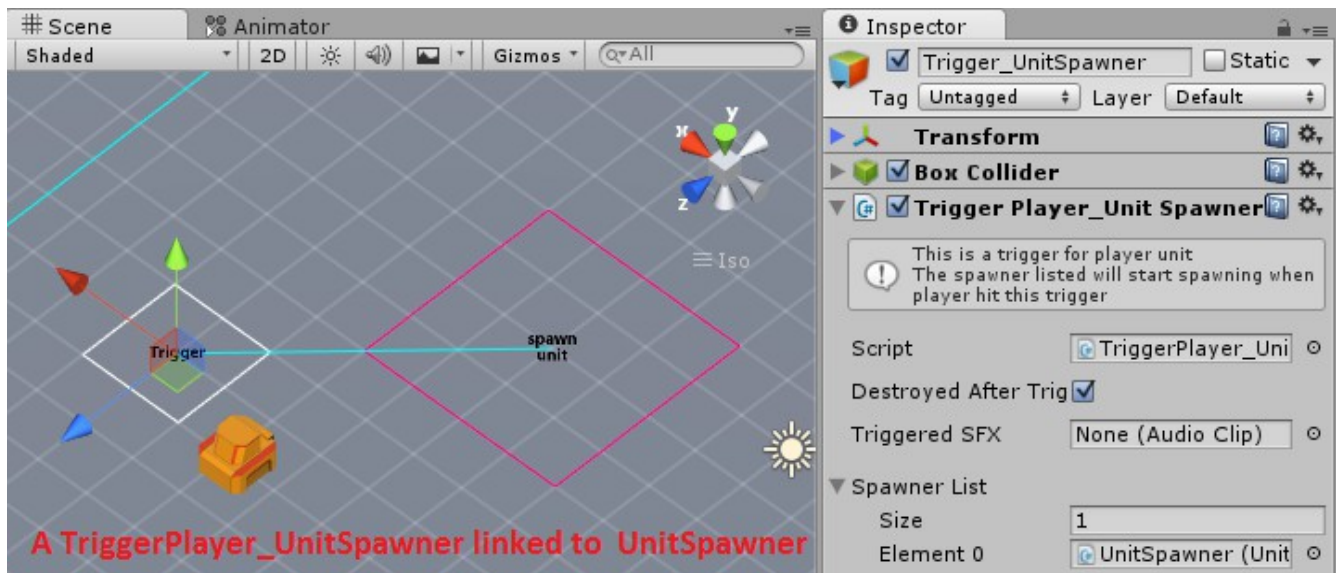 Scene
Animator
Shaded
2D
Gizmos
All
y
x
z
Iso
Trigger
spawn
unit
A TriggerPlayer_UnitSpawner linked to UnitSpawner
Inspector
Trigger_UnitSpawner
Static
Tag Untagged Layer Default
Transform
Box Collider
Trigger Player_Unit Spawner
This is a trigger for player unit
The spawner listed will start spawning when
player hit this trigger
Script TriggerPlayer_Uni
Destroyed After Trig
Triggered SFX None (Audio Clip)
Spawner List
Size 1
Element 0 UnitSpawner (Unit